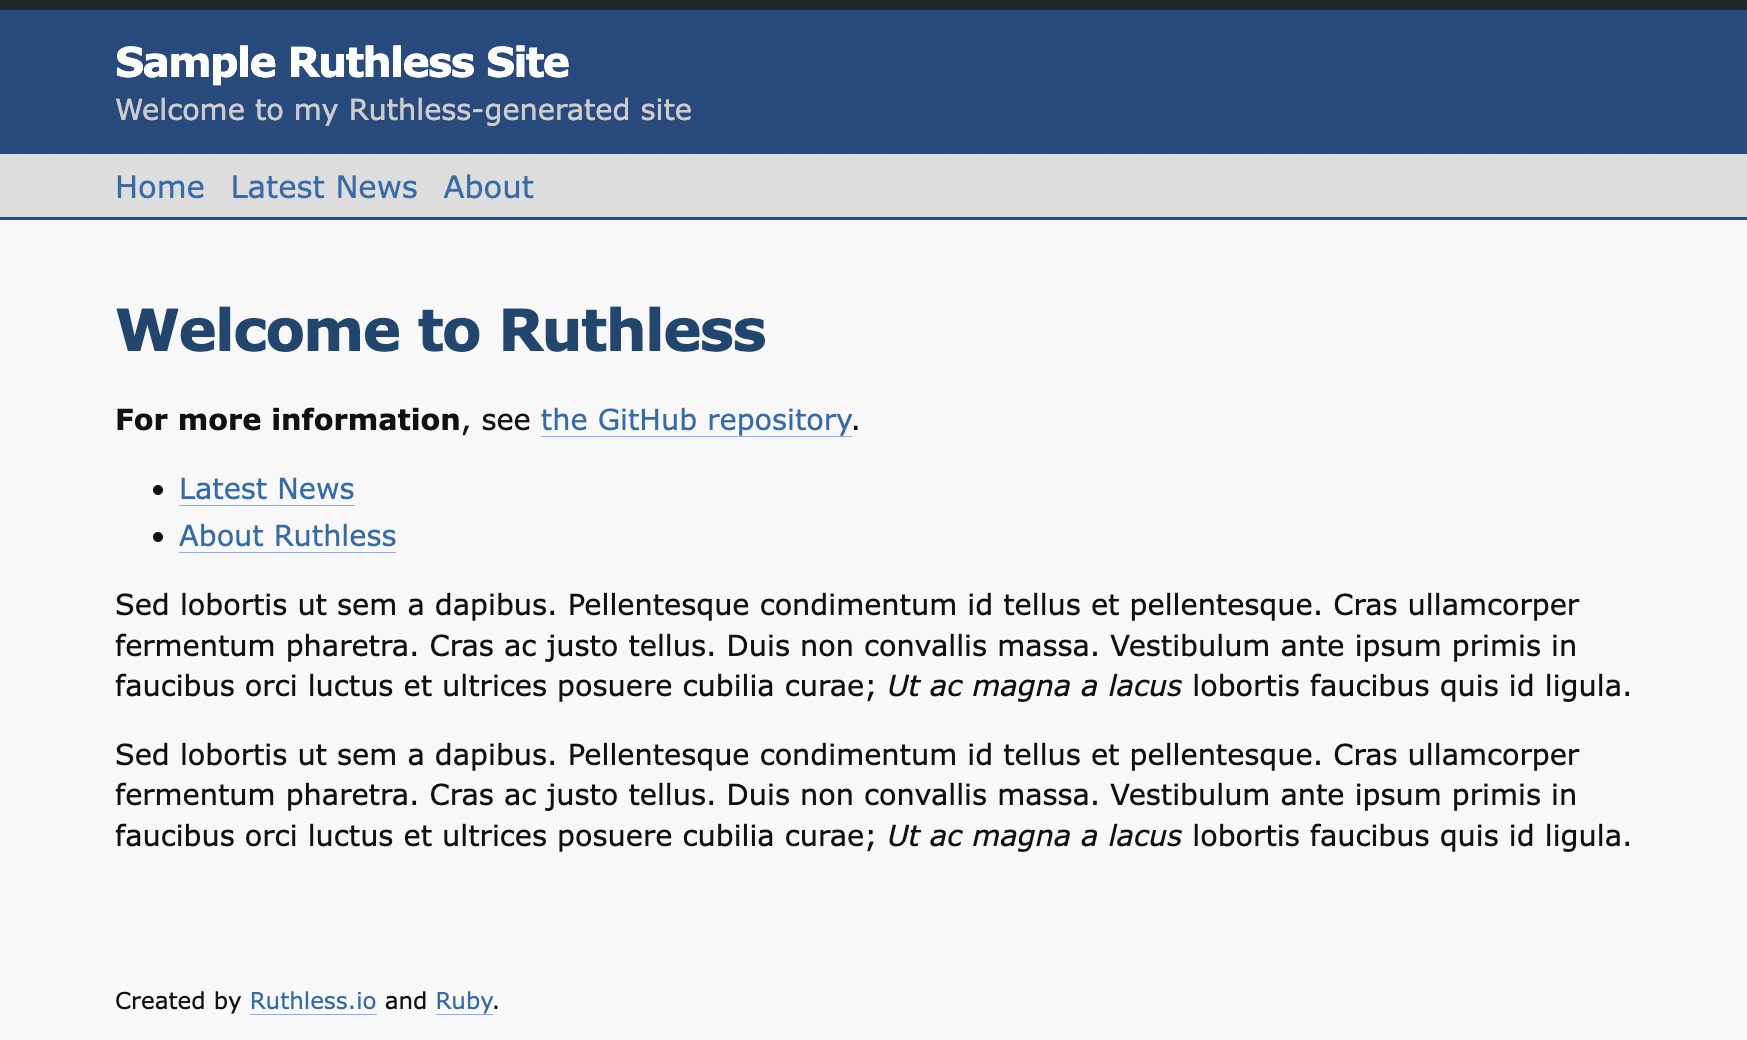 Sample Ruthless Site
Welcome to my Ruthless-generated site
Home Latest News About
Welcome to Ruthless
For more information, see the GitHub repository.
• Latest News
• About Ruthless
Sed lobortis ut sem a dapibus. Pellentesque condimentum id tellus et pellentesque. Cras ullamcorper
fermentum pharetra. Cras ac justo tellus. Duis non convallis massa. Vestibulum ante ipsum primis in
faucibus orci luctus et ultrices posuere cubilia curae; Ut ac magna a lacus lobortis faucibus quis id ligula.
Sed lobortis ut sem a dapibus. Pellentesque condimentum id tellus et pellentesque. Cras ullamcorper
fermentum pharetra. Cras ac justo tellus. Duis non convallis massa. Vestibulum ante ipsum primis in
faucibus orci luctus et ultrices posuere cubilia curae; Ut ac magna a lacus lobortis faucibus quis id ligula.
Created by Ruthless.io and Ruby.